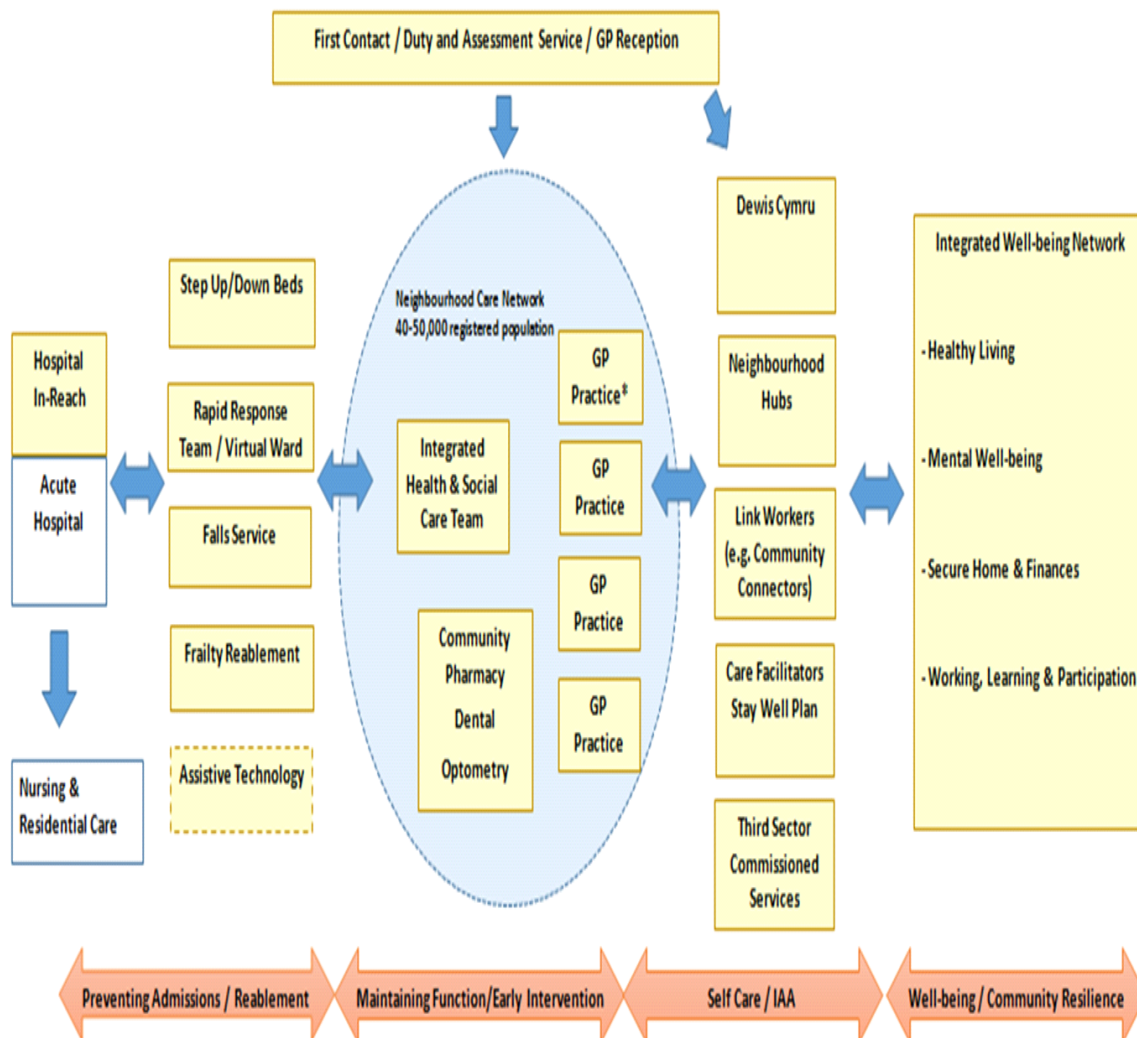 First Contact / Duty and Assessment Service / GP Reception
Hospital
In-Reach
Acute
Hospital
Nursing &
Residential Care
Step Up/Down Beds
Rapid Response
Team / Virtual Ward
Falls Service
Frailty Reablement
Assistive Technology
Neighbourhood Care Network
40-50,000 registered population
Integrated
Health & Social
Care Team
Community
Pharmacy
Dental
Optometry
GP
Practice*
GP
Practice
GP
Practice
GP
Practice
Dewis Cymru
Neighbourhood
Hubs
Link Workers
(e.g. Community
Connectors)
Care Facilitators
Stay Well Plan
Third Sector
Commissioned
Services
Integrated Well-being Network
- Healthy Living
- Mental Well-being
- Secure Home & Finances
- Working, Learning & Participation
Preventing Admissions / Reablement
Maintaining Function/Early Intervention
Self Care / IAA
Well-being / Community Resilience